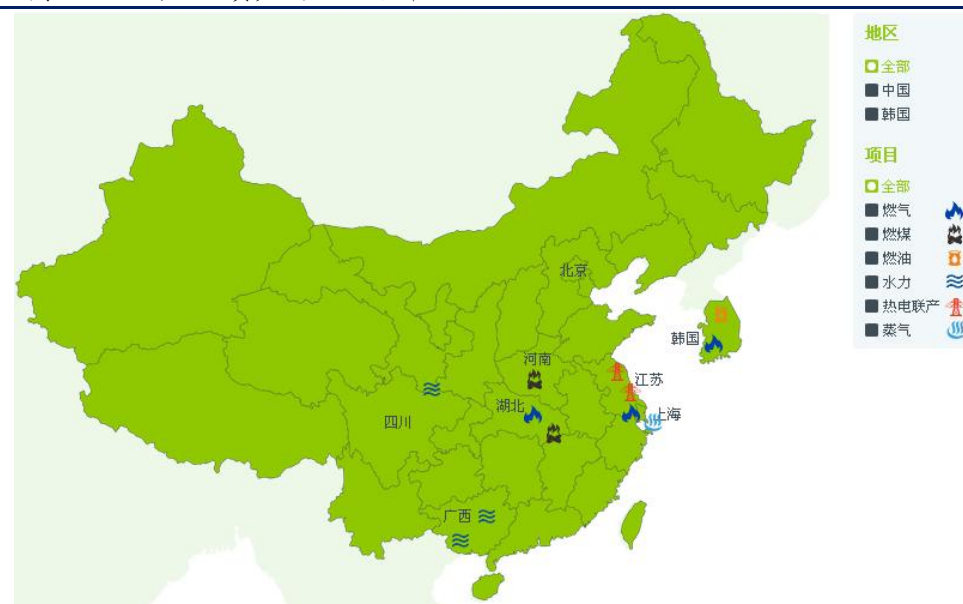 地区
全部
中国
韩国
项目
全部
燃气
燃煤
燃油
水力
热电联产
蒸气
北京
韩国
河南
江苏
湖北
上海
四川
广西